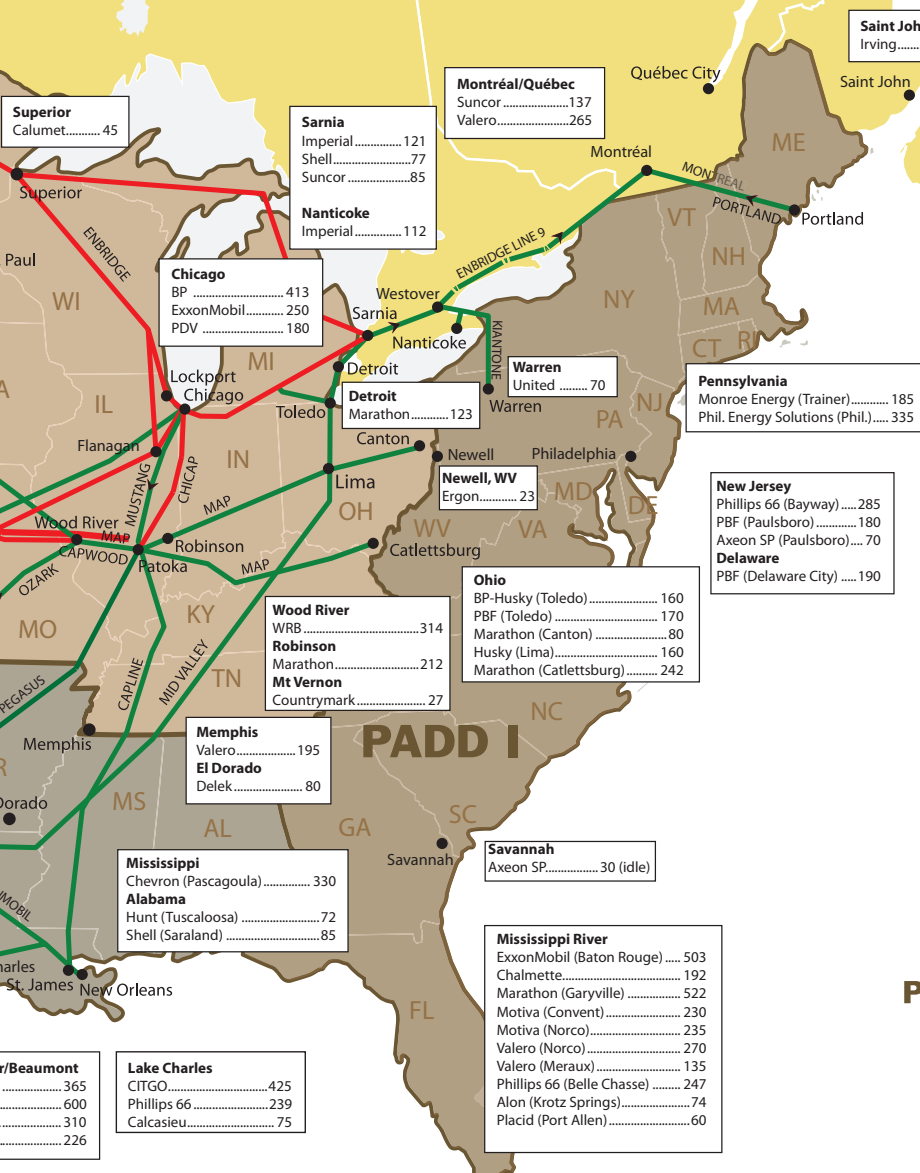 Saint Joh
Irving.......
Québec City
Saint John
Montréal/Québec
Suncor .....................137
Valero.......................265
Superior
Calumet........... 45
Sarnia
Imperial............... 121
Shell......................... 77
Suncor .................... 85
Nanticoke
Imperial............... 112
ME
Montréal
MONTREAL
PORTLAND
Portland
Superior
VT
NH
ENBRIDGE
ENBRIDGE LINE 9
Paul
Chicago
BP ............................. 413
ExxonMobil............ 250
PDV .......................... 180
WI
Westover
Sarnia
NY
MA
CT
RI
Nanticoke
KINTONE
MI
Detroit
Lockport
Chicago
Warren
United ......... 70
Warren
Pennsylvania
Monroe Energy (Trainer)........... 185
Phil. Energy Solutions (Phil.)..... 335
A
IL
Toledo
Detroit
Marathon............ 123
PA
NJ
Flanagan
IN
Canton
Newell
Philadelphia
MUSTANG
CHICAP
Lima
Newell, WV
Ergon............ 23
MD
DE
New Jersey
Phillips 66 (Bayway) .....285
PBF (Paulsboro) ............. 180
Axeon SP (Paulsboro).... 70
Delaware
PBF (Delaware City) ..... 190
MAP
OH
WV
VA
Wood River
MAP
CAPWOOD
Patoka
Robinson
MAP
Catlettsburg
OZARK
Ohio
BP-Husky (Toledo)................... 160
PBF (Toledo) ............................. 170
Marathon (Canton) .................. 80
Husky (Lima)............................. 160
Marathon (Catlettsburg) ......... 242
MO
KY
Wood River
WRB.................................. 314
Robinson
Marathon......................... 212
Mt Vernon
Countrymark.................... 27
TN
PEGASUS
CAPLINE
MID VALLEY
NC
Memphis
PADD I
Memphis
Valero.................... 195
El Dorado
Delek....................... 80
R
Dorado
MS
AL
GA
SC
Savannah
Savannah
Axeon SP................. 30 (idle)
Mississippi
Chevron (Pascagoula)............... 330
Alabama
Hunt (Tuscaloosa) ......................... 72
Shell (Saraland) .............................. 85
MOBIL
harles
St. James
New Orleans
FL
P
Mississippi River
ExxonMobil (Baton Rouge) ..... 503
Chalmette..................................... 192
Marathon (Garyville) ................. 522
Motiva (Convent) ....................... 230
Motiva (Norco)............................ 235
Valero (Norco)............................. 270
Valero (Meraux).......................... 135
Phillips 66 (Belle Chasse) ......... 247
Alon (Krotz Springs)..................... 74
Placid (Port Allen)......................... 60
r/Beaumont
.................... 365
.................... 600
.................... 310
.................... 226
Lake Charles
CITGO................................ 425
Phillips 66........................ 239
Calcasieu........................... 75